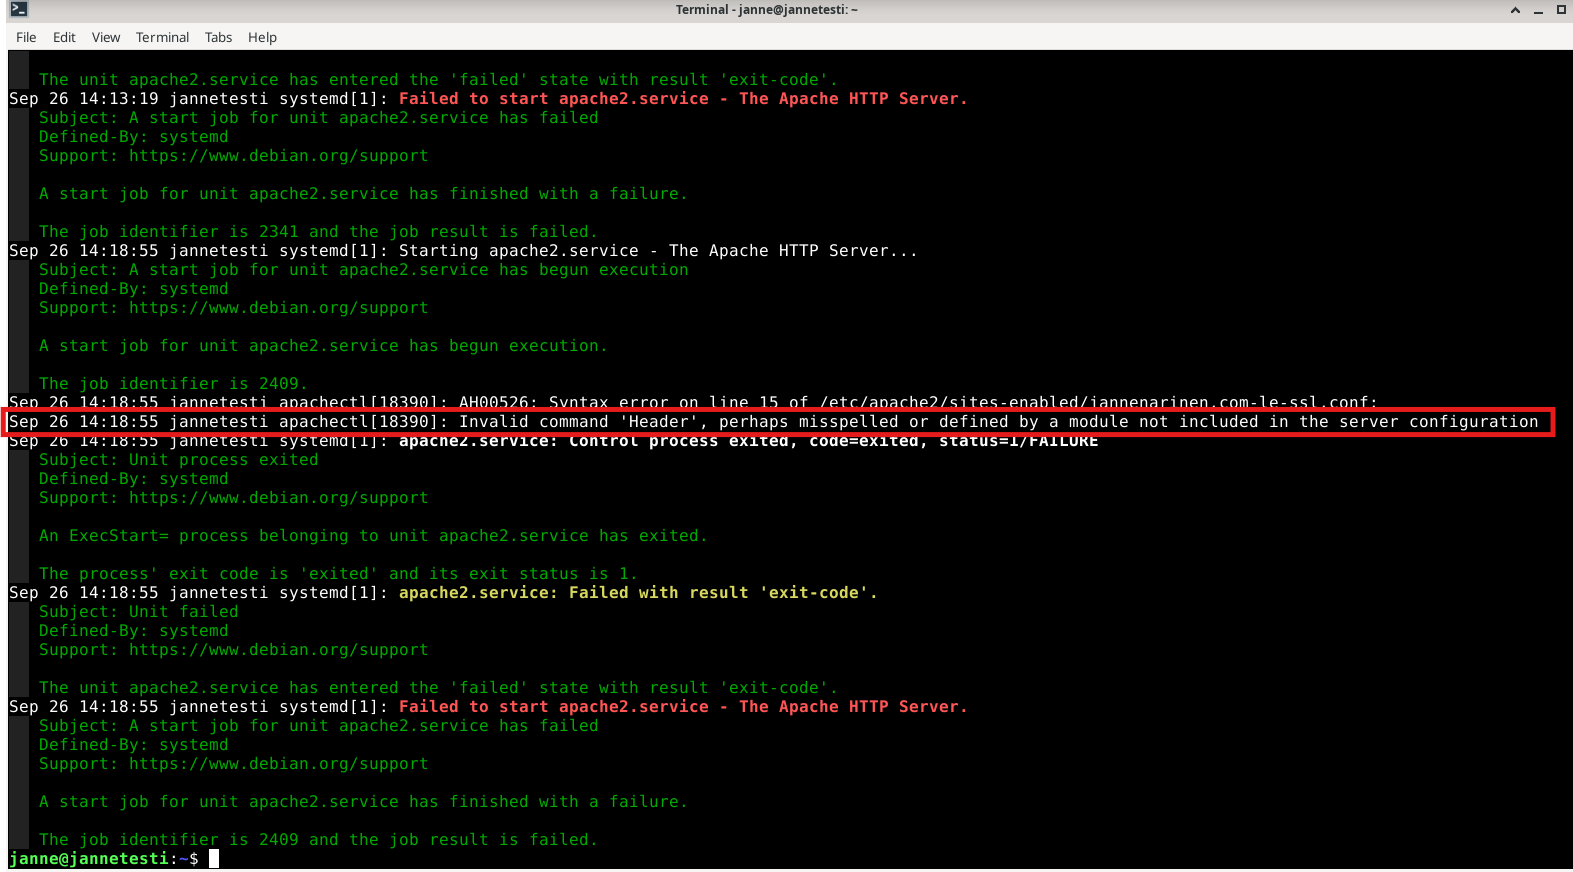 Terminal - janne@jannetesti: ~
File Edit View Terminal Tabs Help
The unit apache2.service has entered the 'failed' state with result 'exit-code'.
Sep 26 14:13:19 jannetesti systemd[1]: Failed to start apache2.service - The Apache HTTP Server.
Subject: A start job for unit apache2.service has failed
Defined-By: systemd
Support: https://www.debian.org/support
A start job for unit apache2.service has finished with a failure.
The job identifier is 2341 and the job result is failed.
Sep 26 14:18:55 jannetesti systemd[1]: Starting apache2.service - The Apache HTTP Server...
Subject: A start job for unit apache2.service has begun execution
Defined-By: systemd
Support: https://www.debian.org/support
A start job for unit apache2.service has begun execution.
The job identifier is 2409.
Sep 26 14:18:55 jannetesti apachectl[18390]: AH00526: Syntax error on line 15 of /etc/apache2/sites-enabled/jannenarinen.com-le-ssl.conf:
Sep 26 14:18:55 jannetesti apachectl[18390]: Invalid command 'Header', perhaps misspelled or defined by a module not included in the server configuration
Sep 26 14:18:55 jannetesti systemd[1]: apache2.service: Control process exited, code=exited, status=1/FAILURE
Subject: Unit process exited
Defined-By: systemd
Support: https://www.debian.org/support
An ExecStart= process belonging to unit apache2.service has exited.
The process' exit code is 'exited' and its exit status is 1.
Sep 26 14:18:55 jannetesti systemd[1]: apache2.service: Failed with result 'exit-code'.
Subject: Unit failed
Defined-By: systemd
Support: https://www.debian.org/support
The unit apache2.service has entered the 'failed' state with result 'exit-code'.
Sep 26 14:18:55 jannetesti systemd[1]: Failed to start apache2.service - The Apache HTTP Server.
Subject: A start job for unit apache2.service has failed
Defined-By: systemd
Support: https://www.debian.org/support
A start job for unit apache2.service has finished with a failure.
The job identifier is 2409 and the job result is failed.
janne@jannetesti:~$